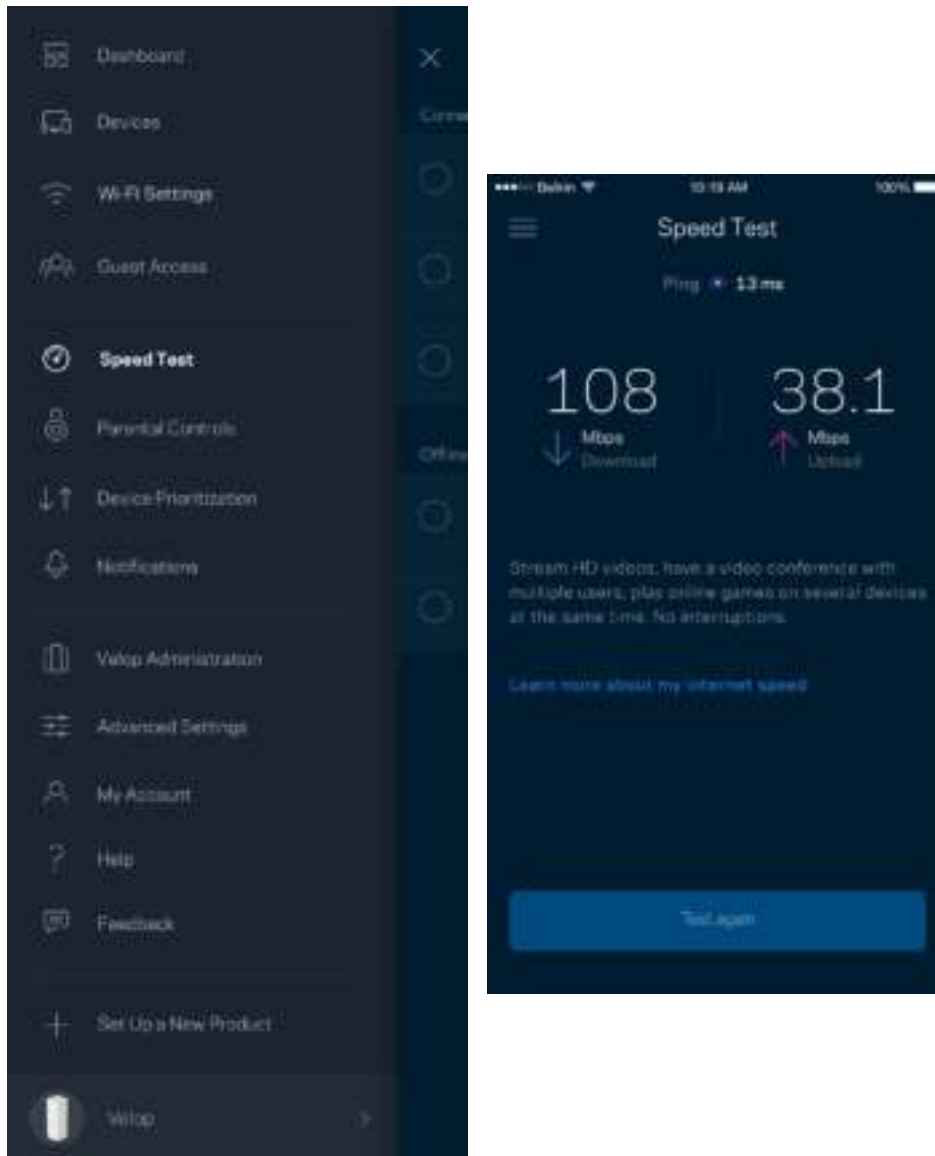 Dashboard
Devices
Wi-Fi Settings
Guest Access
Speed Test
Parental Controls
Device Prioritization
Notifications
Velop Administration
Advanced Settings
My Account
Help
Feedback
Set Up a New Product
Velop
Belkin
10:19 AM
100%
Speed Test
Ping 13 ms
108
Mbps
Download
38.1
Mbps
Upload
Stream HD videos, have a video conference with
multiple users, play online games on several devices
at the same time. No interruptions.
Learn more about my internet speed
Test again